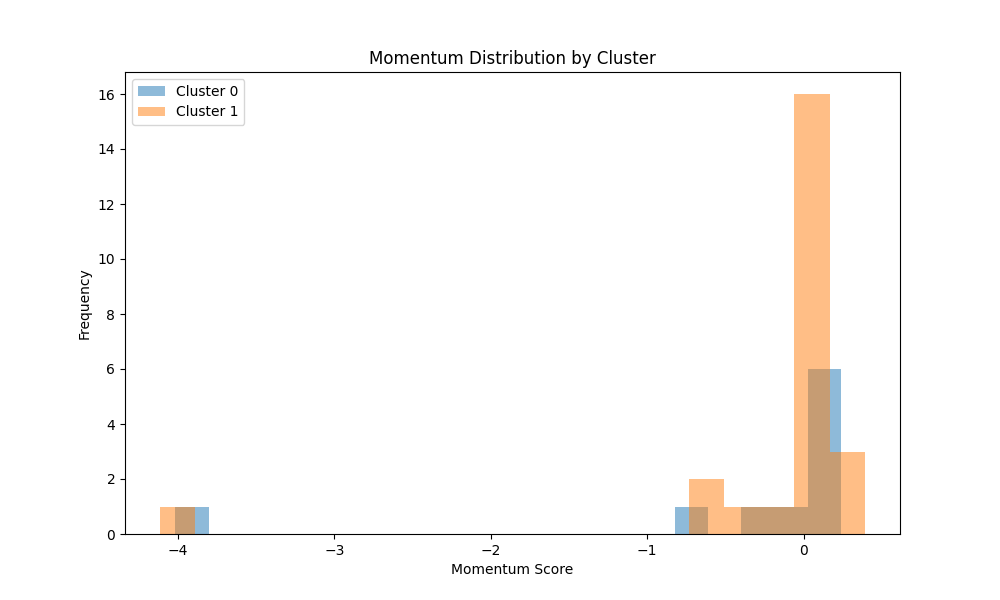 Momentum Distribution by Cluster
Cluster 0
Cluster 1
16
14
12
10
8
6
4
2
0
Frequency
−4
−3
−2
−1
0
Momentum Score